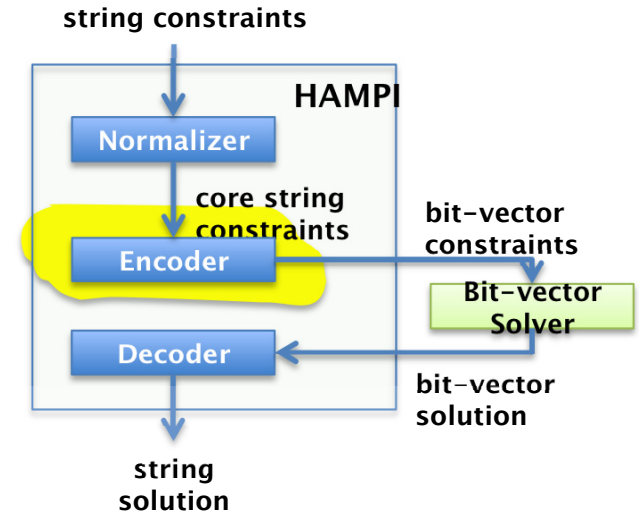 string constraints
HAMPI
Normalizer
core string
constraints
bit-vector
constraints
Encoder
Bit-vector
Solver
Decoder
bit-vector
solution
string
solution